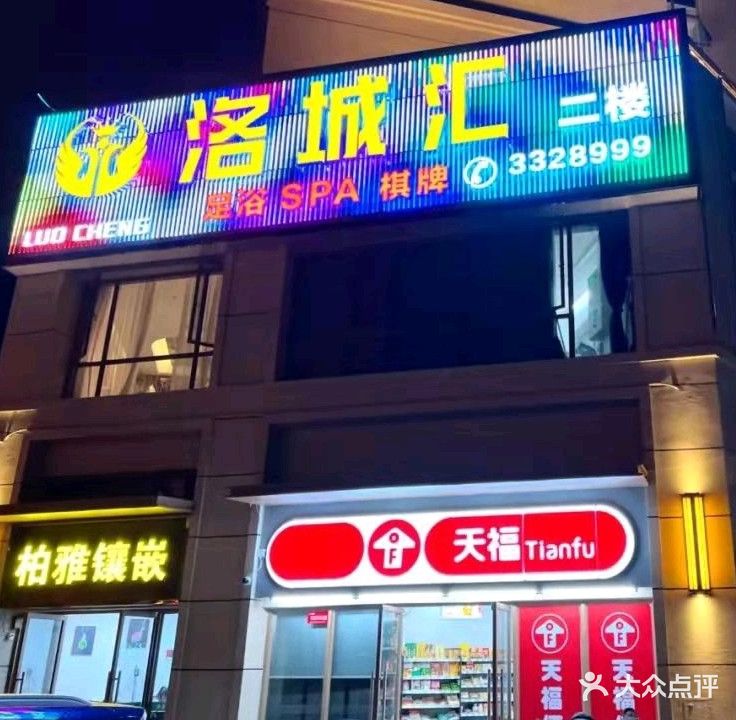 洛城汇 二楼
足浴 SPA 棋牌 3328999
LUO CHENG
柏雅镶嵌
天福 Tianfu
天福
天福
大众点评